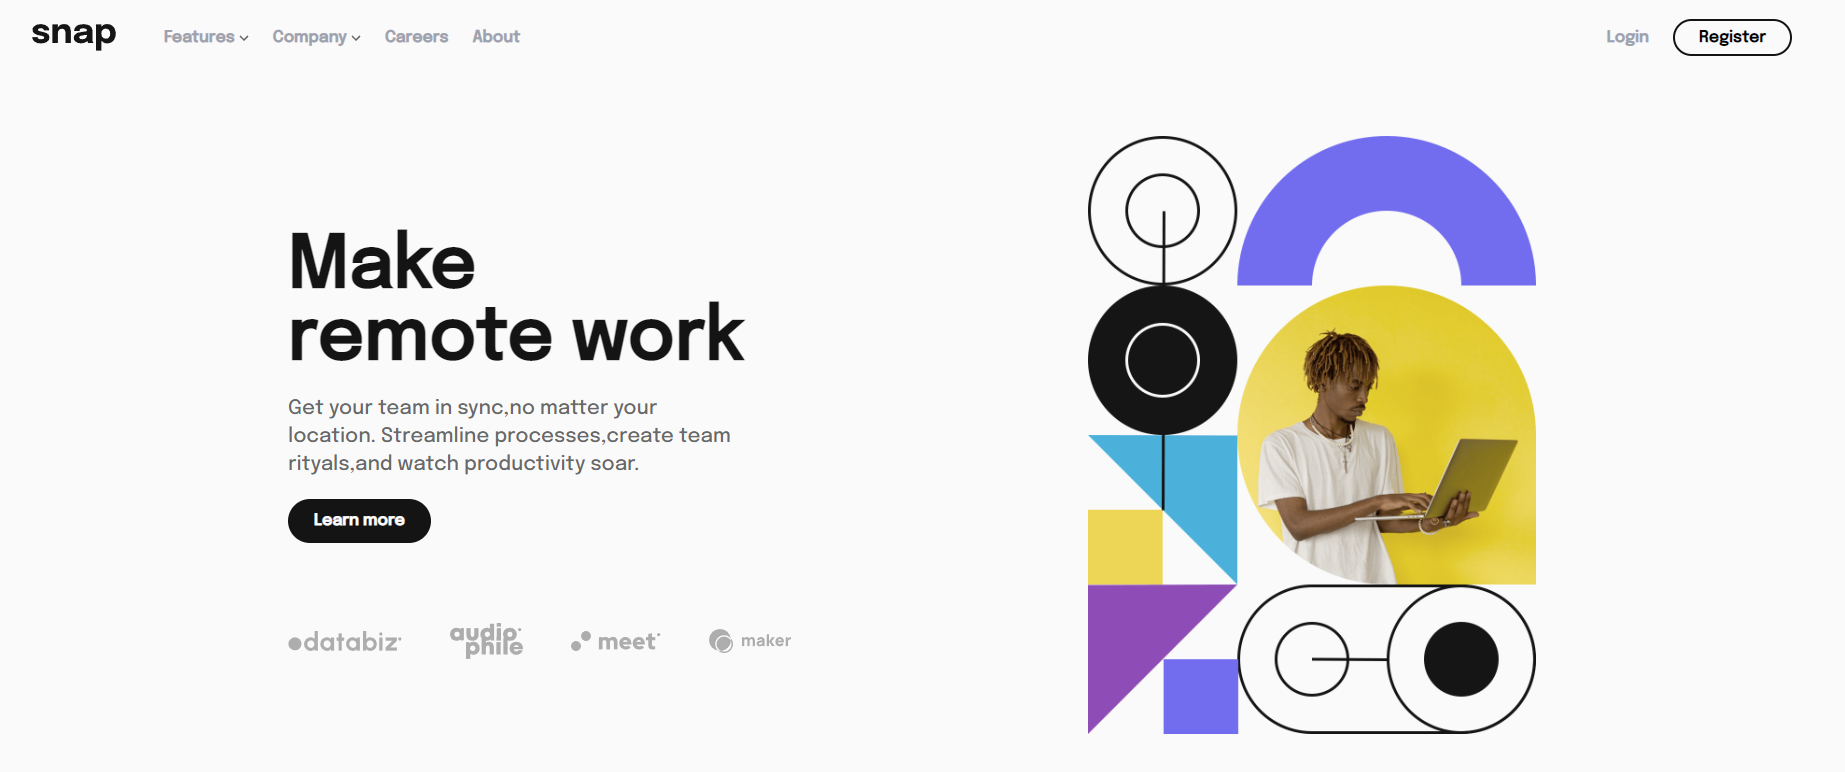 snap Features Company Careers About Login Register
Make
remote work
Get your team in sync,no matter your
location. Streamline processes,create team
rityals,and watch productivity soar.
Learn more
databiz audiophile meet maker